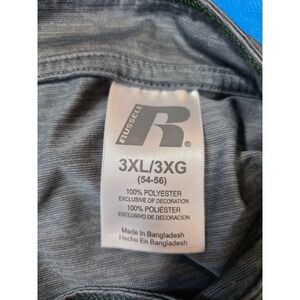 RUSSELL
R
®
3XL/3XG
(54-56)
100% POLYESTER
EXCLUSIVE OF DECORATION
100% POLIÉSTER
EXCLUSIVO DE DECORACION
Made In Bangladesh
Hecho En Bangladesh